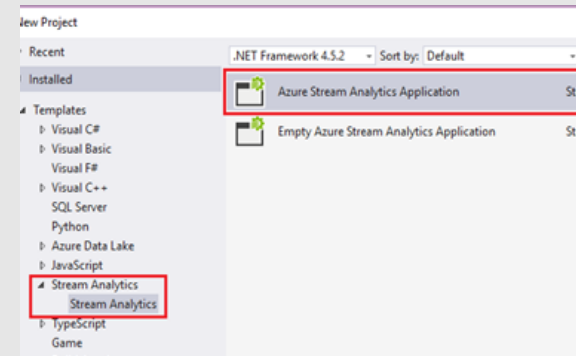 New Project
Recent
.NET Framework 4.5.2 Sort by: Default
Installed
Azure Stream Analytics Application St
Templates
Visual C#
Empty Azure Stream Analytics Application St
Visual Basic
Visual F#
Visual C++
SQL Server
Python
Azure Data Lake
JavaScript
Stream Analytics
Stream Analytics
TypeScript
Game